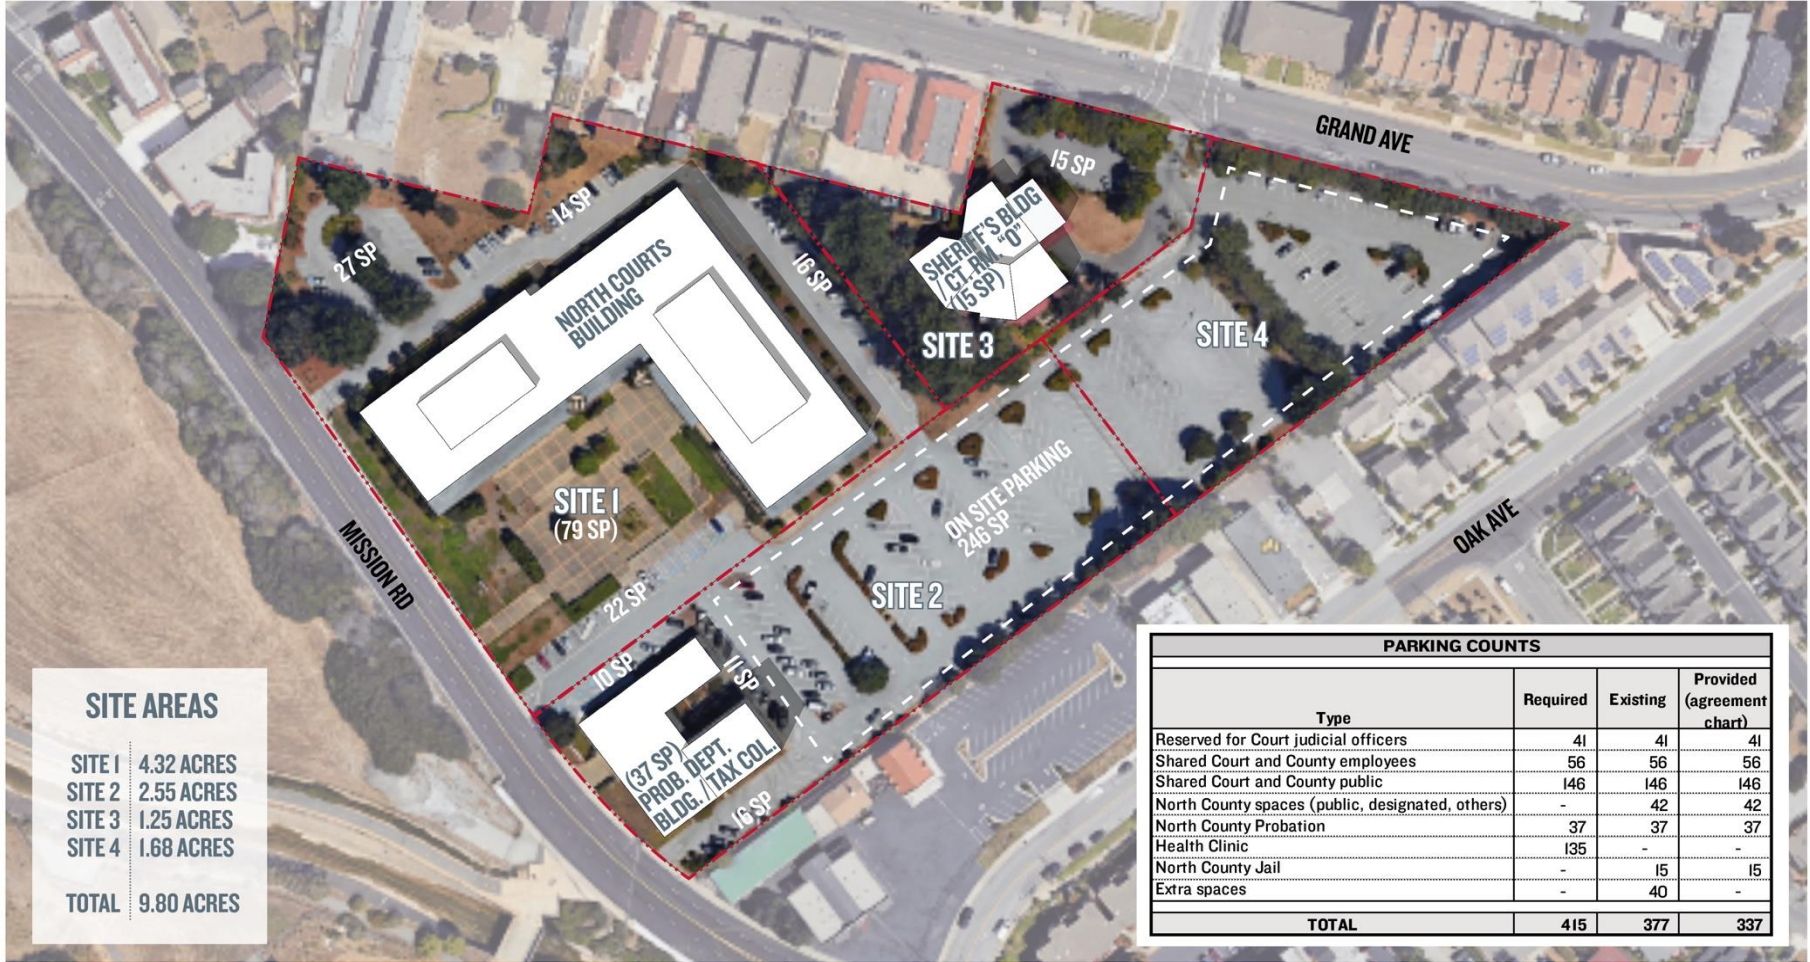 GRAND AVE
15 SP
14 SP
27 SP
16 SP
NORTH COURTS
BUILDING
SHERIFF'S BLDG
/ CT. RM. "O"
(15 SP)
SITE 3
SITE 4
ON SITE PARKING
246 SP
SITE 1
(79 SP)
MISSION RD
OAK AVE
SITE 2
22 SP
10 SP
11 SP
(37 SP)
PROB. DEPT.
BLDG. / TAX COL.
16 SP
SITE AREAS
SITE 1 4.32 ACRES
SITE 2 2.55 ACRES
SITE 3 1.25 ACRES
SITE 4 1.68 ACRES
TOTAL 9.80 ACRES
PARKING COUNTS
Type Required Existing Provided
(agreement
chart)
Reserved for Court judicial officers 41 41 41
Shared Court and County employees 56 56 56
Shared Court and County public 146 146 146
North County spaces (public, designated, others) - 42 42
North County Probation 37 37 37
Health Clinic 135 - -
North County Jail - 15 15
Extra spaces - 40 -
TOTAL 415 377 337